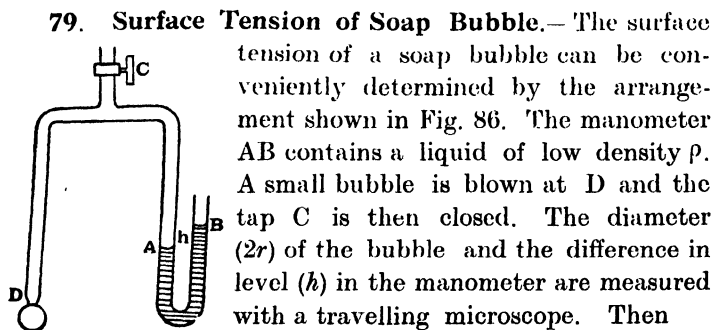 79. Surface Tension of Soap Bubble.— The surface
tension of a soap bubble can be con-
veniently determined by the arrange-
ment shown in Fig. 86. The manometer
AB contains a liquid of low density ρ.
A small bubble is blown at D and the
tap C is then closed. The diameter
(2r) of the bubble and the difference in
level (h) in the manometer are measured
with a travelling microscope. Then
C
A
h
B
D